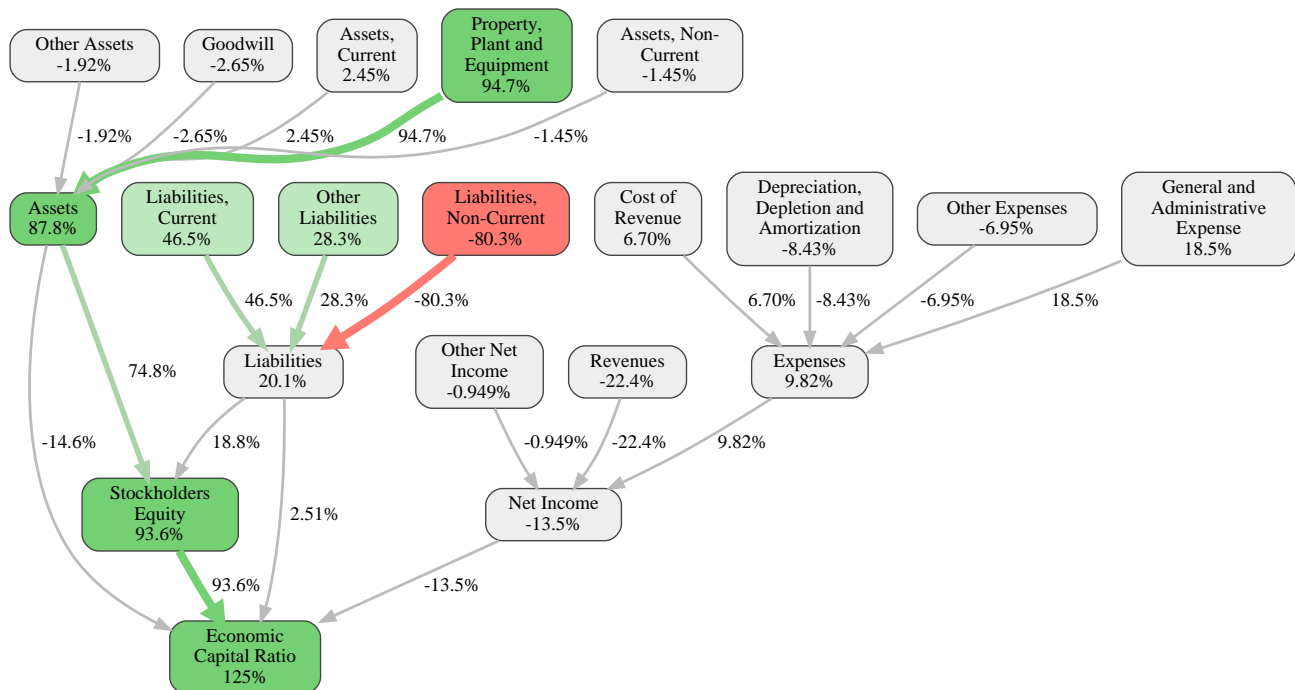 Other Assets
-1.92%
Goodwill
-2.65%
Assets,
Current
2.45%
Property,
Plant and
Equipment
94.7%
Assets, Non-
Current
-1.45%
-1.92%
-2.65%
2.45%
94.7%
-1.45%
Assets
87.8%
Liabilities,
Current
46.5%
Other
Liabilities
28.3%
Liabilities,
Non-Current
-80.3%
Cost of
Revenue
6.70%
Depreciation,
Depletion and
Amortization
-8.43%
Other Expenses
-6.95%
General and
Administrative
Expense
18.5%
46.5%
28.3%
-80.3%
6.70%
-8.43%
-6.95%
18.5%
Liabilities
20.1%
Other Net
Income
-0.949%
Revenues
-22.4%
Expenses
9.82%
74.8%
-14.6%
18.8%
-0.949%
-22.4%
9.82%
Stockholders
Equity
93.6%
2.51%
Net Income
-13.5%
93.6%
-13.5%
Economic
Capital Ratio
125%